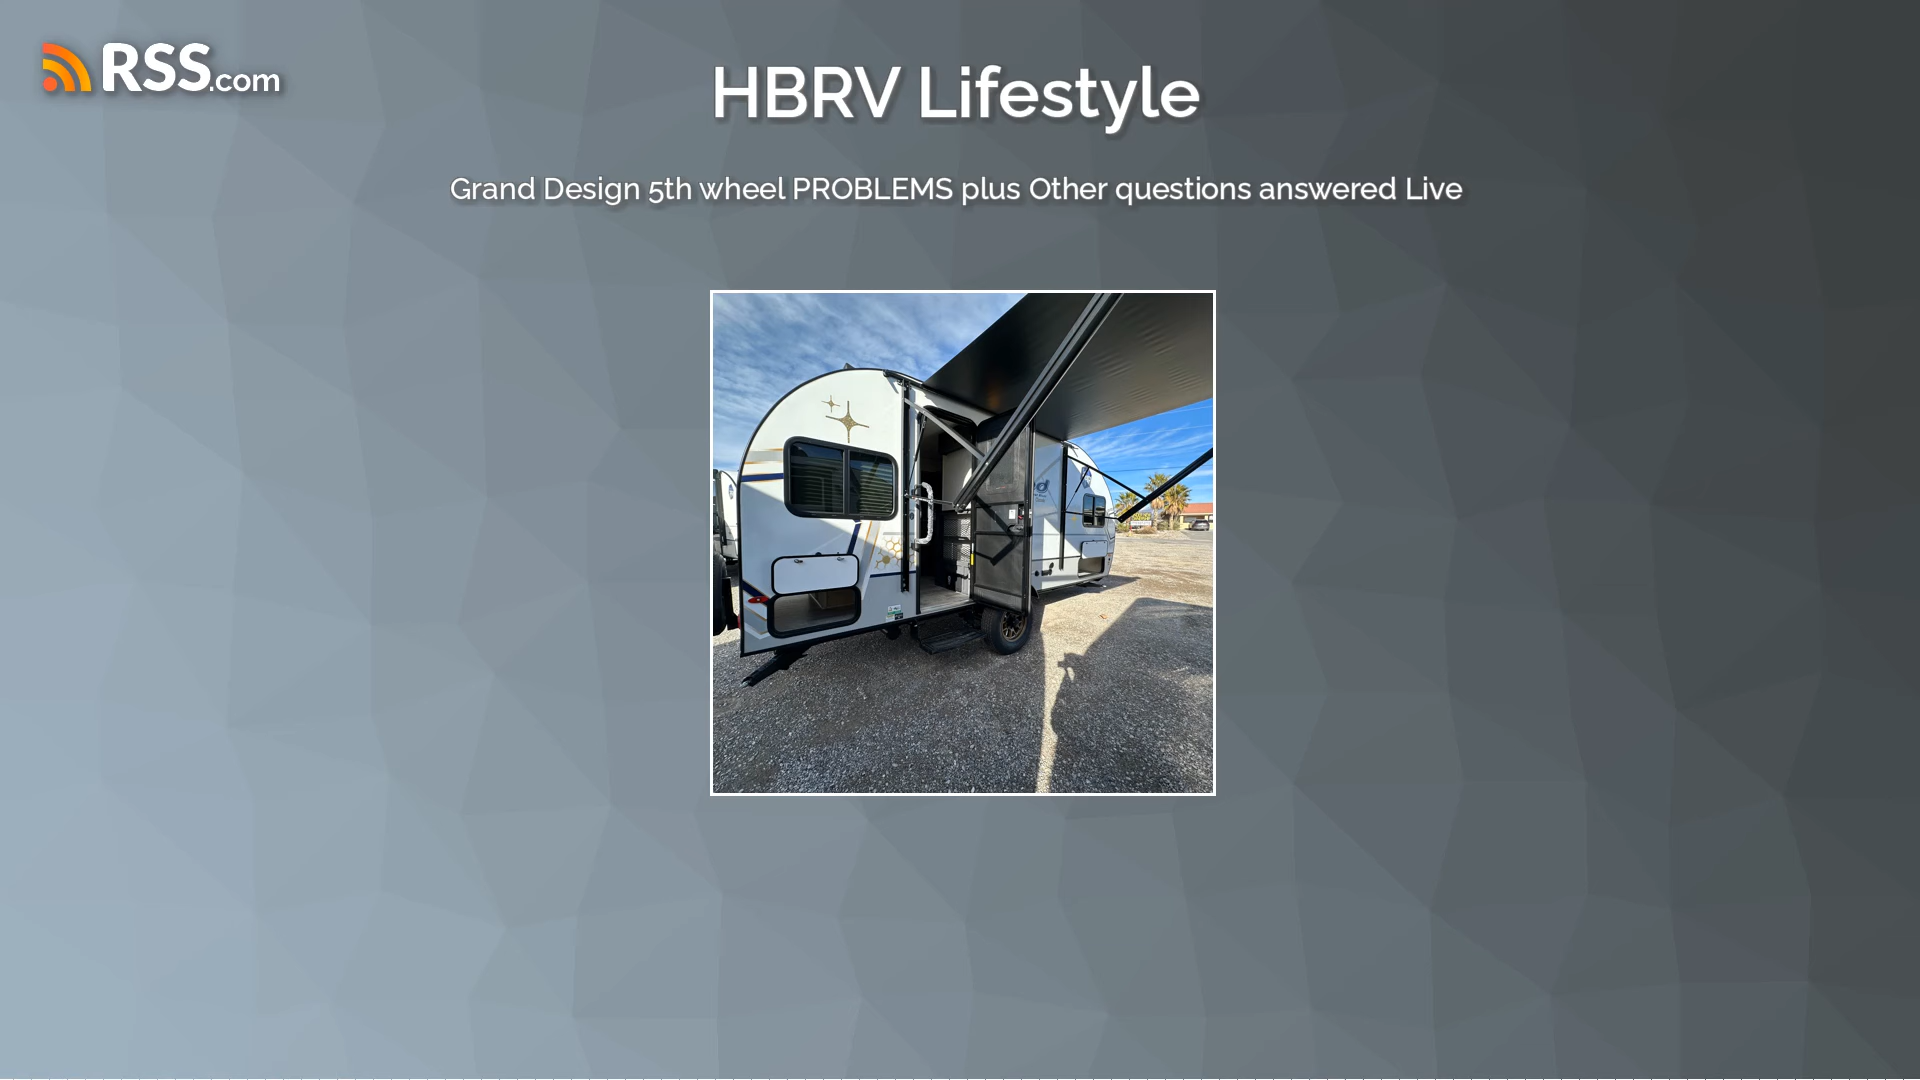 RSS.com
HBRV Lifestyle
Grand Design 5th wheel PROBLEMS plus Other questions answered Live